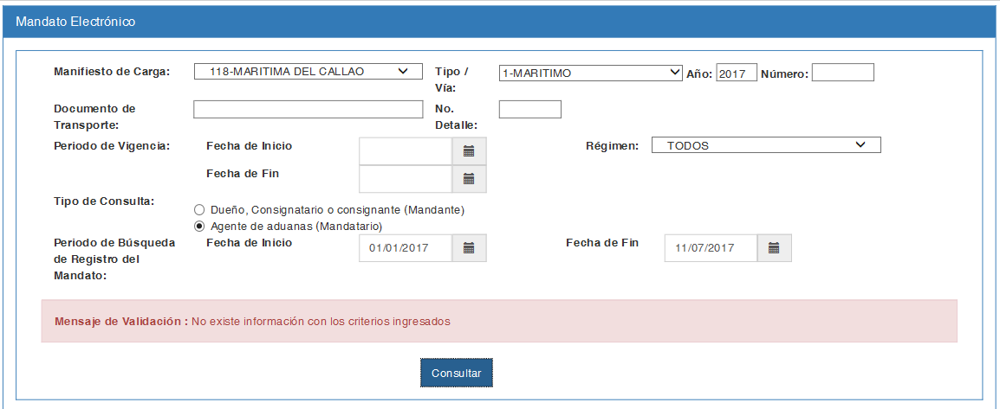 Mandato Electrónico
Manifiesto de Carga: 118-MARITIMA DEL CALLAO Tipo / Vía: 1-MARITIMO Año: 2017 Número:
Documento de Transporte: No. Detalle:
Periodo de Vigencia: Fecha de Inicio Régimen: TODOS
Fecha de Fin
Tipo de Consulta:
Dueño, Consignatario o consignante (Mandante)
Agente de aduanas (Mandatario)
Periodo de Búsqueda de Registro del Mandato: Fecha de Inicio 01/01/2017 Fecha de Fin 11/07/2017
Mensaje de Validación : No existe información con los criterios ingresados
Consultar